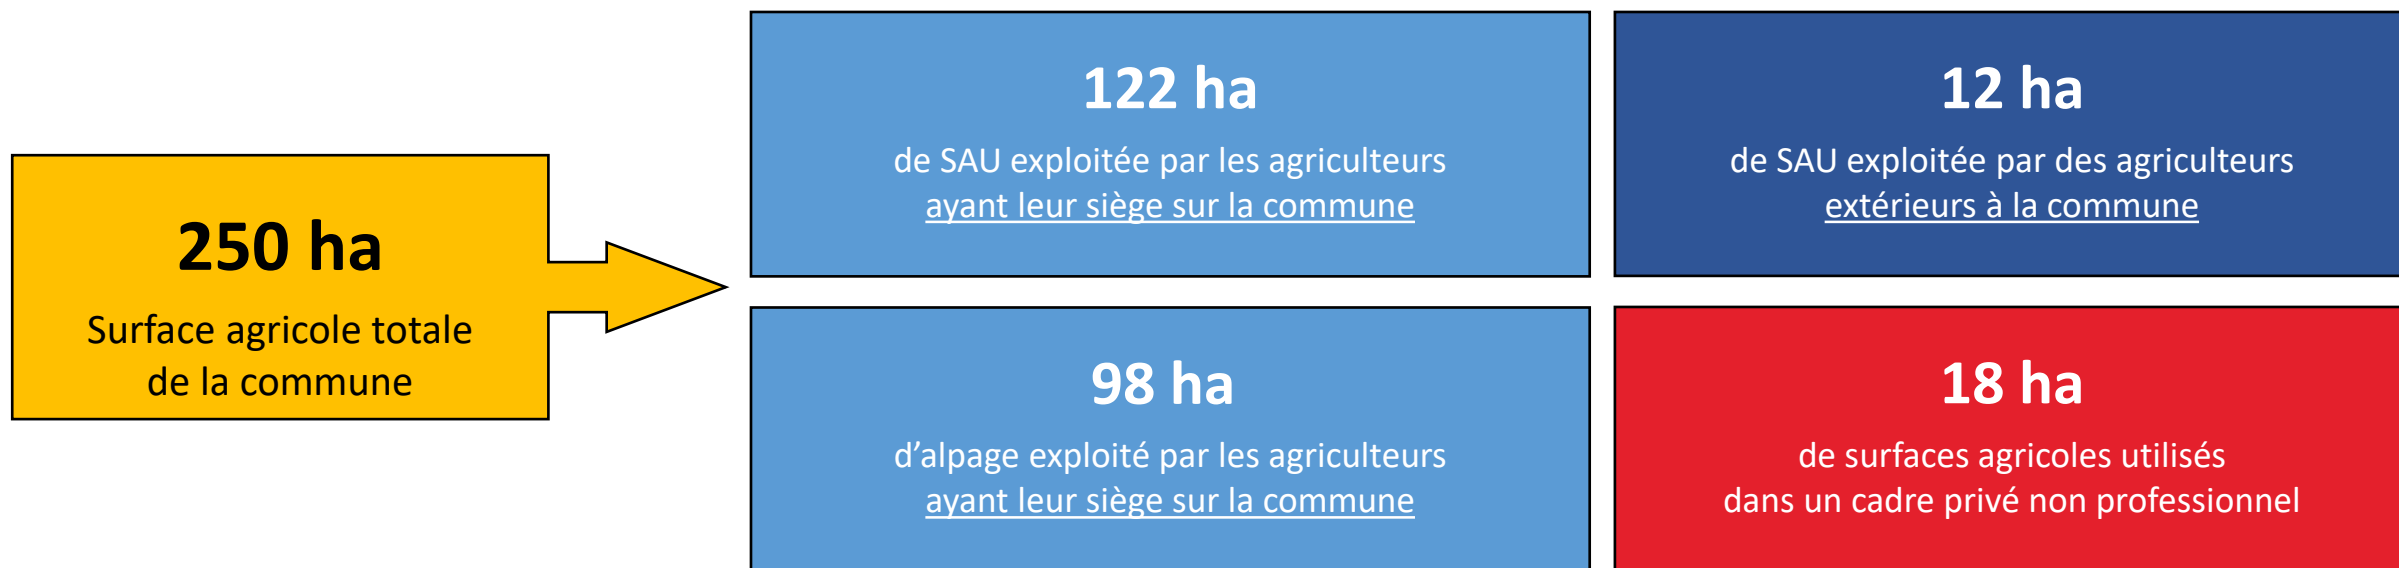 250 ha
Surface agricole totale
de la commune
122 ha
de SAU exploitée par les agriculteurs
ayant leur siège sur la commune
12 ha
de SAU exploitée par des agriculteurs
extérieurs à la commune
98 ha
d’alpage exploité par les agriculteurs
ayant leur siège sur la commune
18 ha
de surfaces agricoles utilisés
dans un cadre privé non professionnel